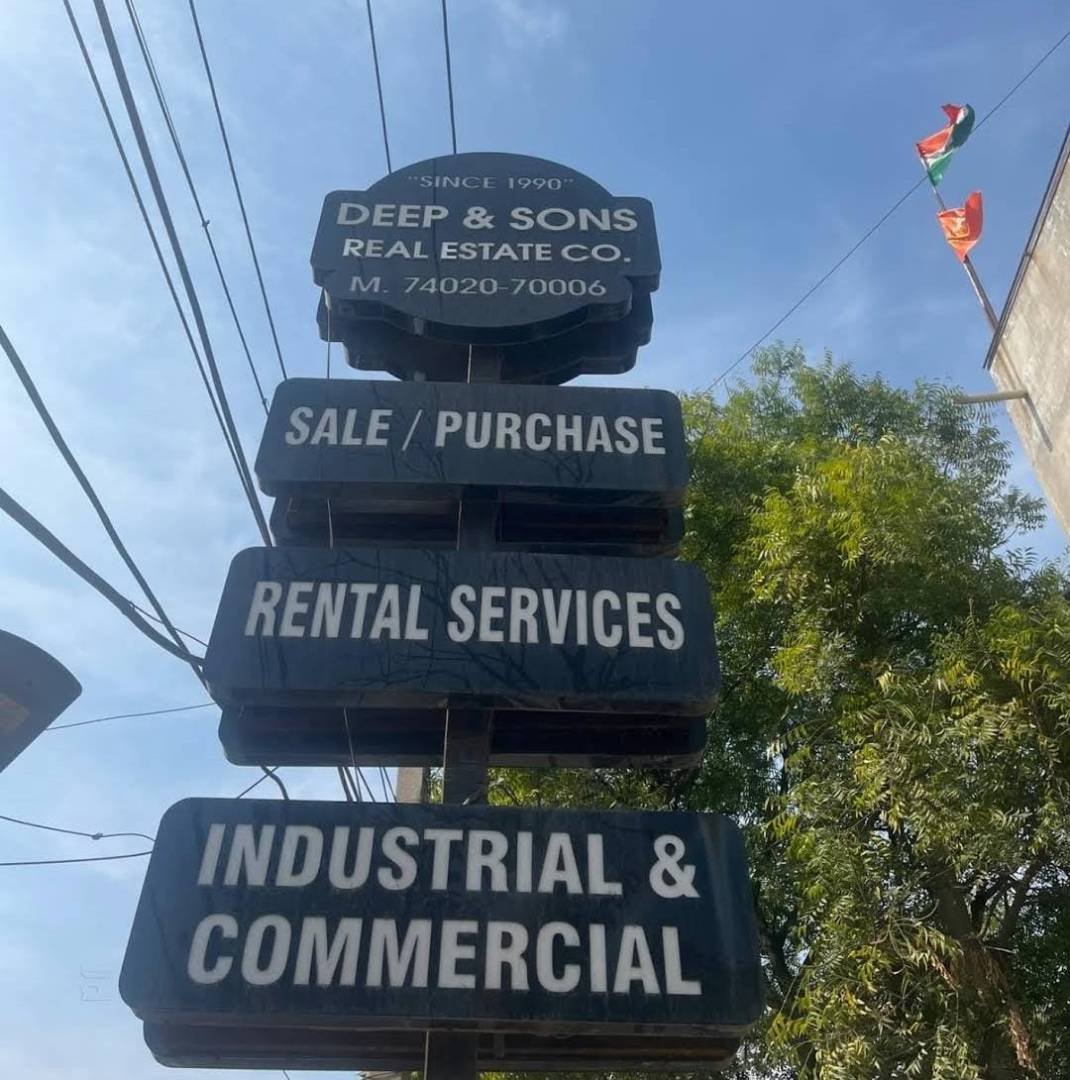 "SINCE 1990"
DEEP & SONS
REAL ESTATE CO.
M. 74020-70006
SALE / PURCHASE
RENTAL SERVICES
INDUSTRIAL &
COMMERCIAL